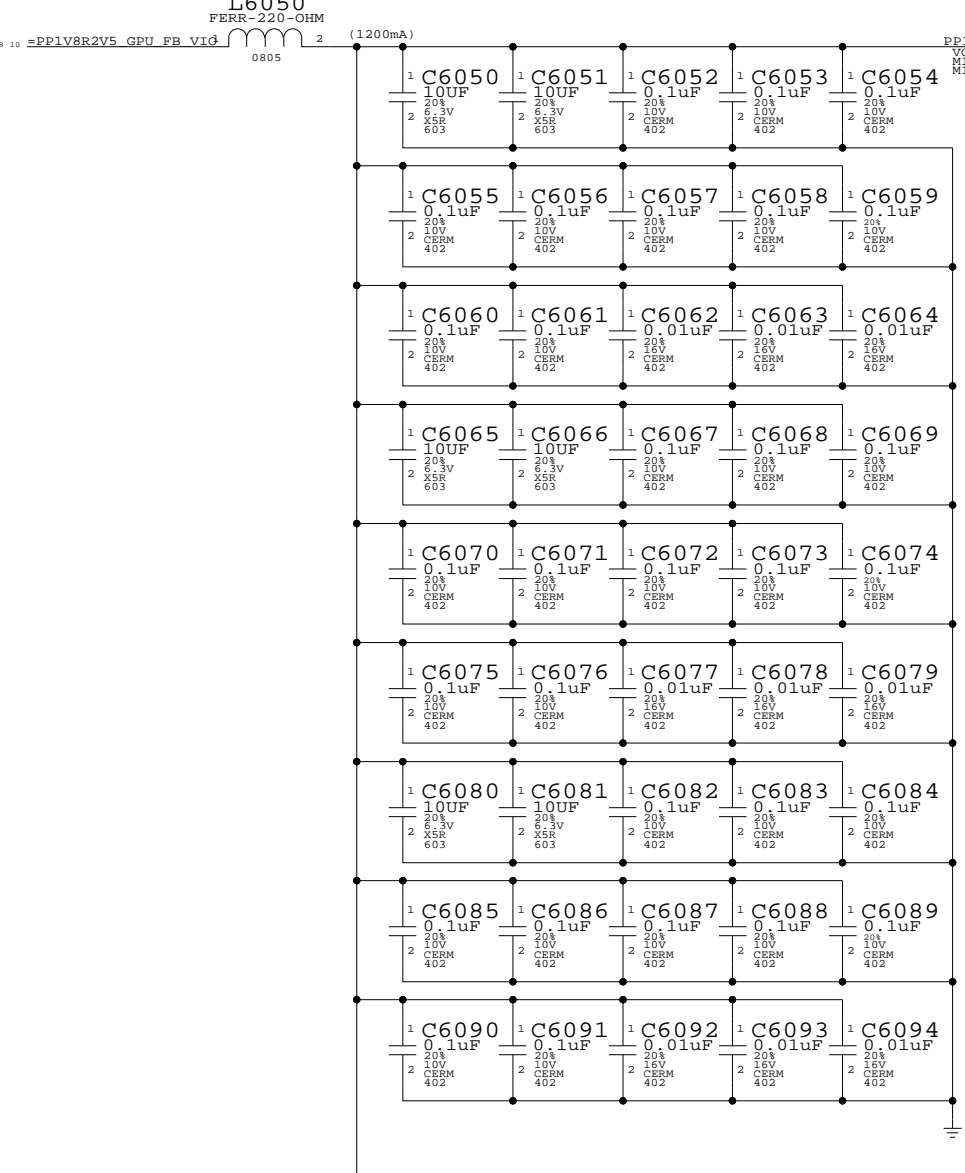 L6050
FERR-220-OHM
8 10 =PP1V8R2V5_GPU_FB_VIO 1 2 (1200mA)
0805
1 C6050 1 C6051 1 C6052 1 C6053 1 C6054
10UF 10UF 0.1uF 0.1uF 0.1uF
20% 20% 20% 20% 20%
6.3V 6.3V 10V 10V 10V
2 X5R 2 X5R 2 CERM 2 CERM 2 CERM
603 603 402 402 402
1 C6055 1 C6056 1 C6057 1 C6058 1 C6059
0.1uF 0.1uF 0.1uF 0.1uF 0.1uF
20% 20% 20% 20% 20%
10V 10V 10V 10V 10V
2 CERM 2 CERM 2 CERM 2 CERM 2 CERM
402 402 402 402 402
1 C6060 1 C6061 1 C6062 1 C6063 1 C6064
0.1uF 0.1uF 0.01uF 0.01uF 0.01uF
20% 20% 20% 20% 20%
10V 10V 16V 16V 16V
2 CERM 2 CERM 2 CERM 2 CERM 2 CERM
402 402 402 402 402
1 C6065 1 C6066 1 C6067 1 C6068 1 C6069
10UF 10UF 0.1uF 0.1uF 0.1uF
20% 20% 20% 20% 20%
6.3V 6.3V 10V 10V 10V
2 X5R 2 X5R 2 CERM 2 CERM 2 CERM
603 603 402 402 402
1 C6070 1 C6071 1 C6072 1 C6073 1 C6074
0.1uF 0.1uF 0.1uF 0.1uF 0.1uF
20% 20% 20% 20% 20%
10V 10V 10V 10V 10V
2 CERM 2 CERM 2 CERM 2 CERM 2 CERM
402 402 402 402 402
1 C6075 1 C6076 1 C6077 1 C6078 1 C6079
0.1uF 0.1uF 0.01uF 0.01uF 0.01uF
20% 20% 20% 20% 20%
10V 10V 16V 16V 16V
2 CERM 2 CERM 2 CERM 2 CERM 2 CERM
402 402 402 402 402
1 C6080 1 C6081 1 C6082 1 C6083 1 C6084
10UF 10UF 0.1uF 0.1uF 0.1uF
20% 20% 20% 20% 20%
6.3V 6.3V 10V 10V 10V
2 X5R 2 X5R 2 CERM 2 CERM 2 CERM
603 603 402 402 402
1 C6085 1 C6086 1 C6087 1 C6088 1 C6089
0.1uF 0.1uF 0.1uF 0.1uF 0.1uF
20% 20% 20% 20% 20%
10V 10V 10V 10V 10V
2 CERM 2 CERM 2 CERM 2 CERM 2 CERM
402 402 402 402 402
1 C6090 1 C6091 1 C6092 1 C6093 1 C6094
0.1uF 0.1uF 0.01uF 0.01uF 0.01uF
20% 20% 20% 20% 20%
10V 10V 16V 16V 16V
2 CERM 2 CERM 2 CERM 2 CERM 2 CERM
402 402 402 402 402